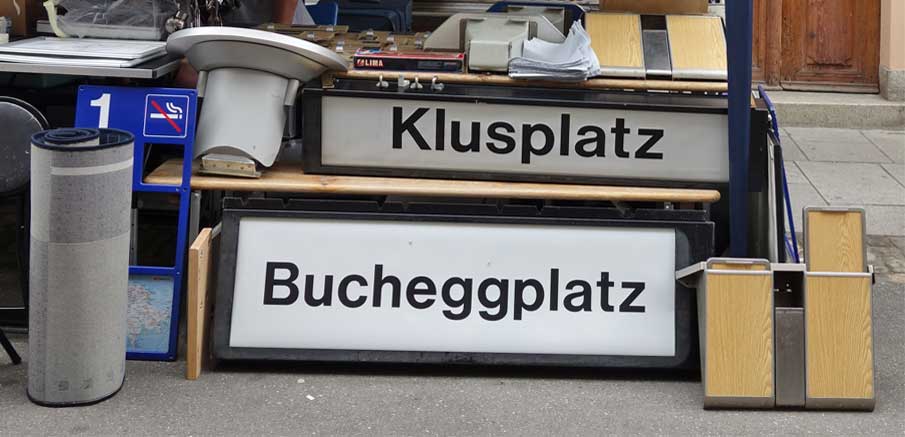 LIMA
1
Klusplatz
Bucheggplatz